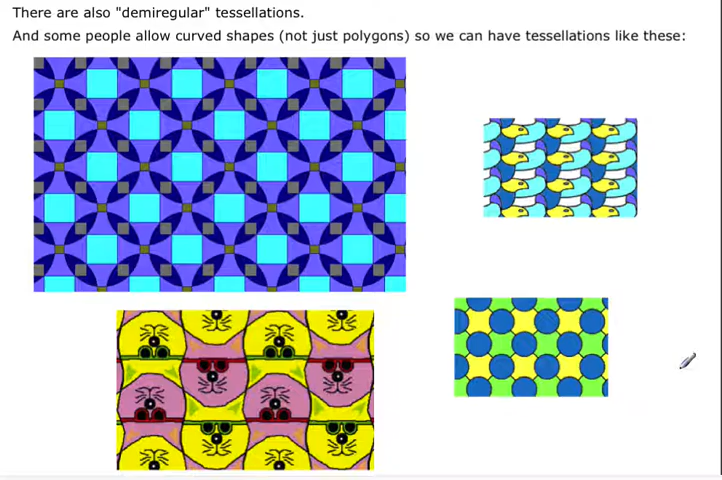 There are also "demiregular" tessellations.
And some people allow curved shapes (not just polygons) so we can have tessellations like these: